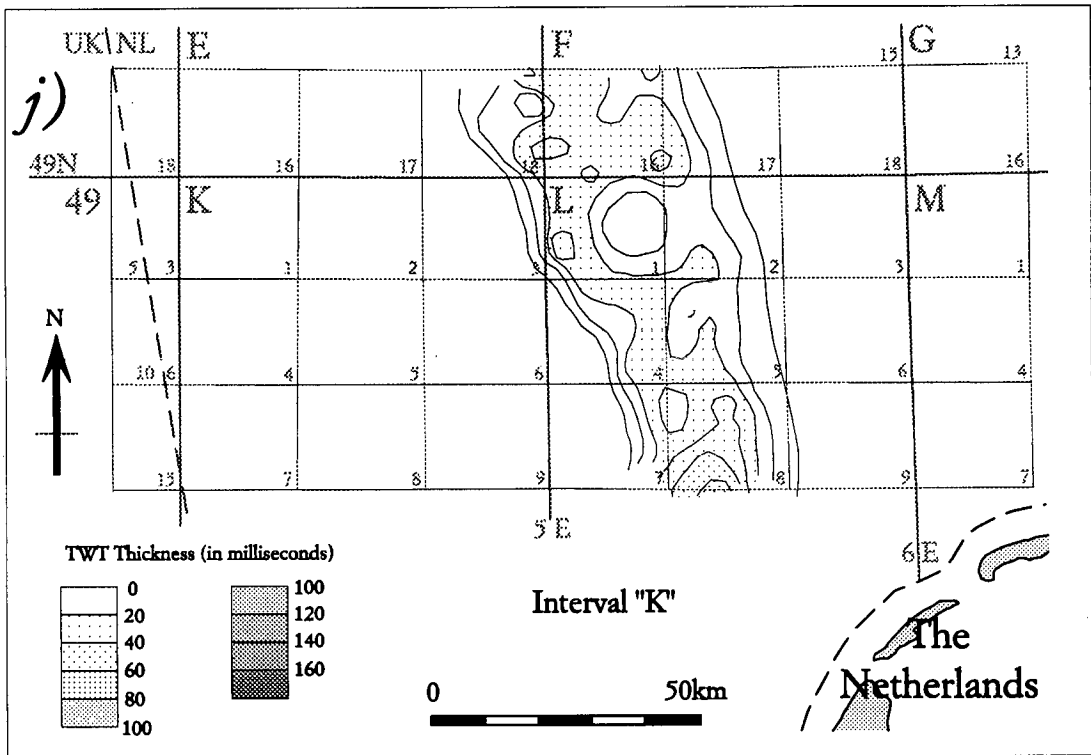 UK\NL E F G
15 13
j)
49N 18 16 17 18 16 17 18 16
49 K L M
5 3 1 2 3 1 2 3 1
N
10 6 4 5 6 4 5 6 4
13 7 8 9 7 8 9 7
5 E
6 E
TWT Thickness (in milliseconds)
0
20
40
60
80
100
100
120
140
160
Interval "K"
0 50km
The
Netherlands